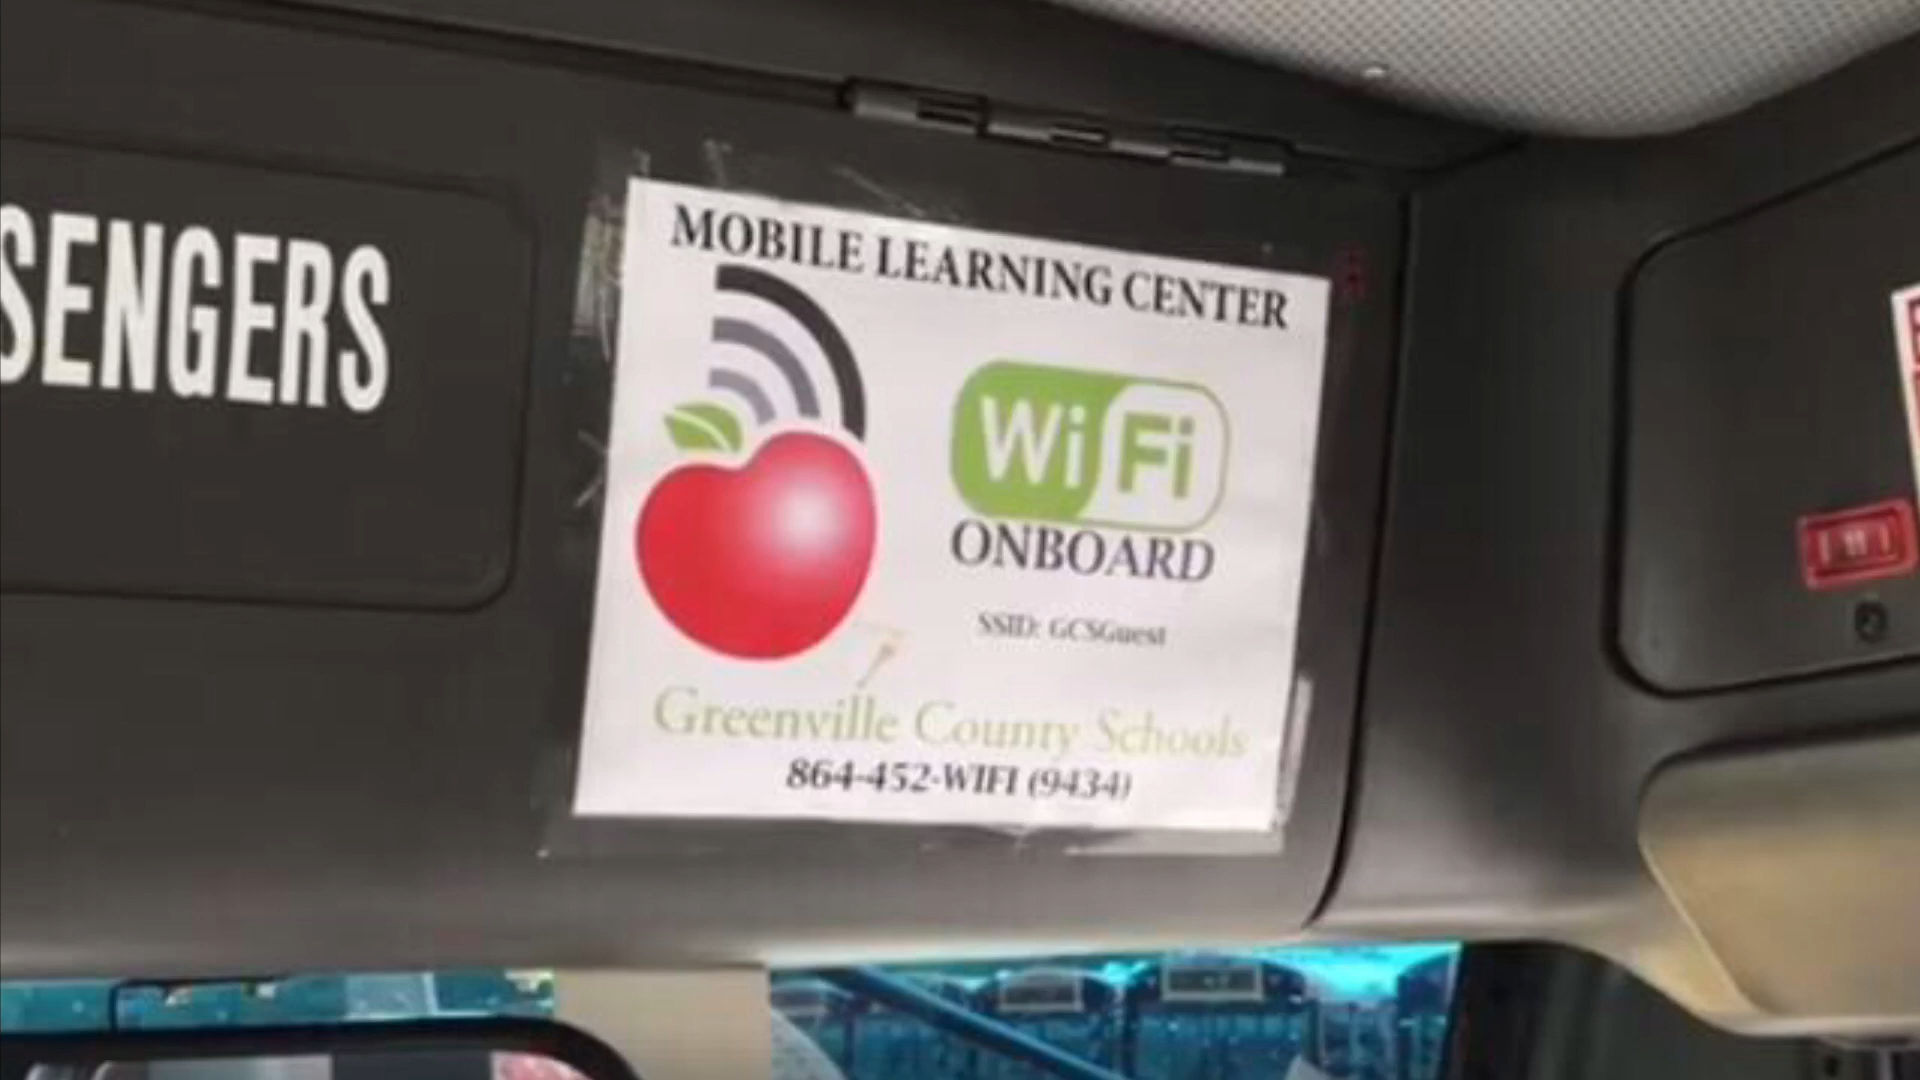 SENGERS
MOBILE LEARNING CENTER
WiFi
ONBOARD
SSID: GCSGuest
Greenville County Schools
864-452-WIFI (9434)